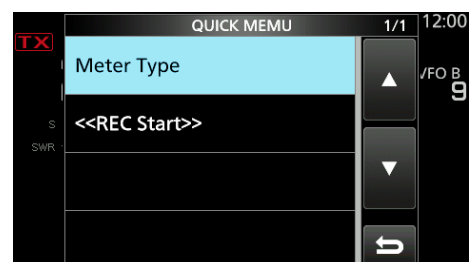 QUICK MEMU 1/1 12:00
TX
Meter Type
VFO B
9
<<REC Start>>
S
SWR